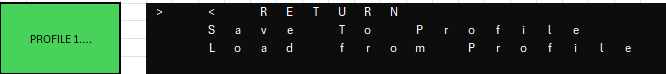 PROFILE 1....
> < RETURN
Save To Profile
Load from Profile